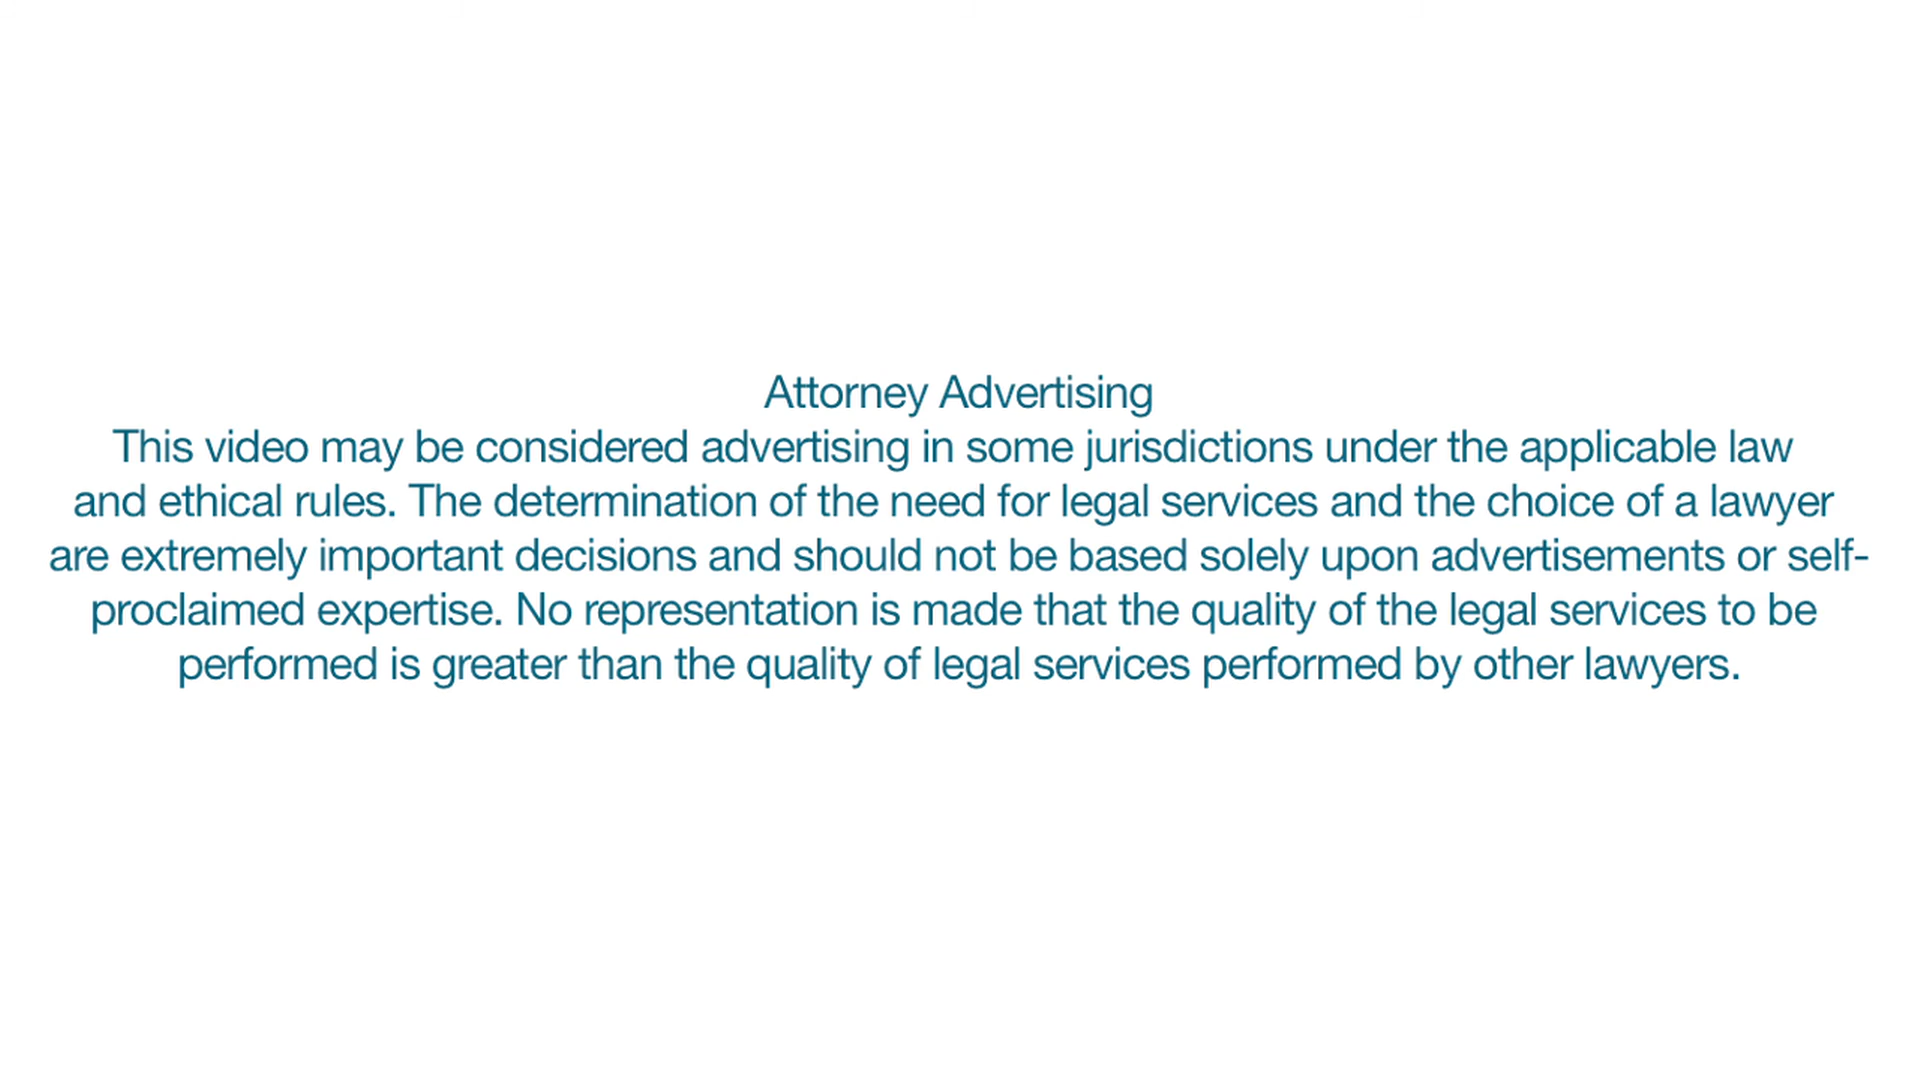 Attorney Advertising
This video may be considered advertising in some jurisdictions under the applicable law
and ethical rules. The determination of the need for legal services and the choice of a lawyer
are extremely important decisions and should not be based solely upon advertisements or self-
proclaimed expertise. No representation is made that the quality of the legal services to be
performed is greater than the quality of legal services performed by other lawyers.